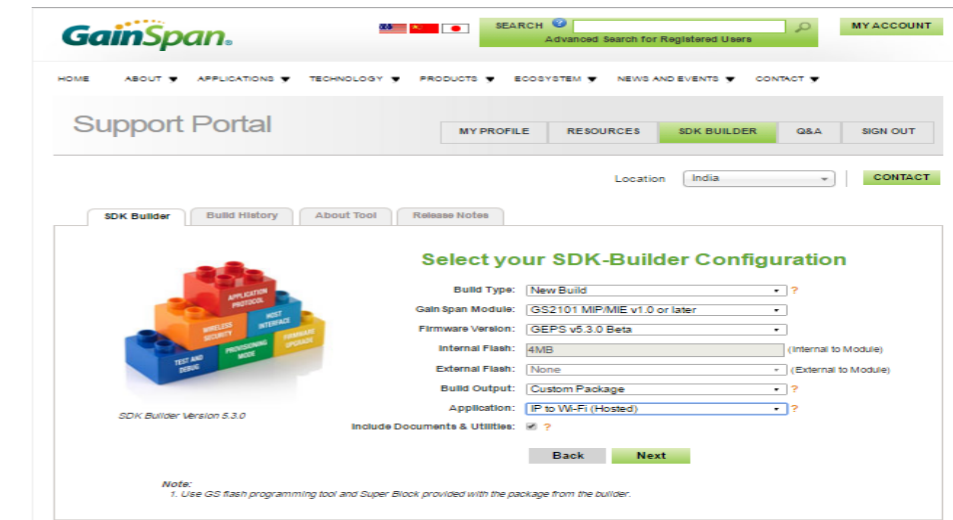 GainSpan.
SEARCH ?
MY ACCOUNT
Advanced Search for Registered Users
HOME ABOUT APPLICATIONS TECHNOLOGY PRODUCTS ECOSYSTEM NEWS AND EVENTS CONTACT
Support Portal
MY PROFILE RESOURCES SDK BUILDER Q&A SIGN OUT
Location India CONTACT
SDK Builder Build History About Tool Release Notes
Select your SDK-Builder Configuration
Build Type: New Build ?
GainSpan Module: GS2101 MIP/MIE v1.0 or later
Firmware Version: GEPS v5.3.0 Beta
Internal Flash: 4MB (Internal to Module)
External Flash: None (External to Module)
Build Output: Custom Package ?
Application: IP to Wi-Fi (Hosted) ?
Include Documents & Utilities: ?
APPLICATION
PROTOCOL
WIRELESS
SECURITY
HOST
INTERFACE
TEST AND
DEBUG
PROVISIONING
MODE
FIRMWARE
UPGRADE
SDK Builder Version 5.3.0
Back Next
Note:
1. Use GS flash programming tool and Super Block provided with the package from the builder.